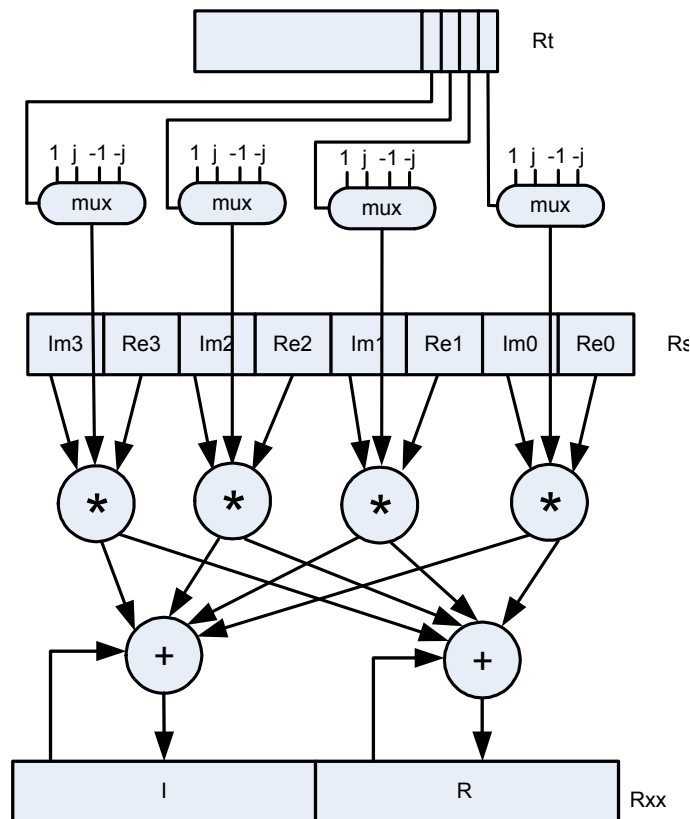 Rt
1 j -1 -j
1 j -1 -j
1 j -1 -j
1 j -1 -j
mux
mux
mux
mux
Im3 Re3 Im2 Re2 Im1 Re1 Im0 Re0
Rs
* * * *
+ +
I R
Rxx